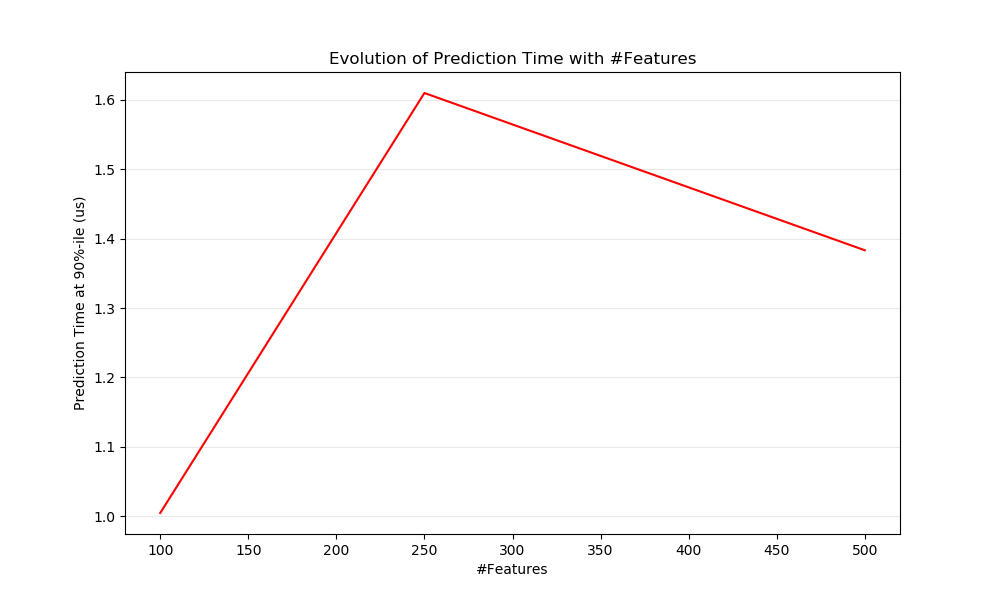 Evolution of Prediction Time with #Features
Prediction Time at 90%-ile (us)
1.6
1.5
1.4
1.3
1.2
1.1
1.0
100 150 200 250 300 350 400 450 500
#Features